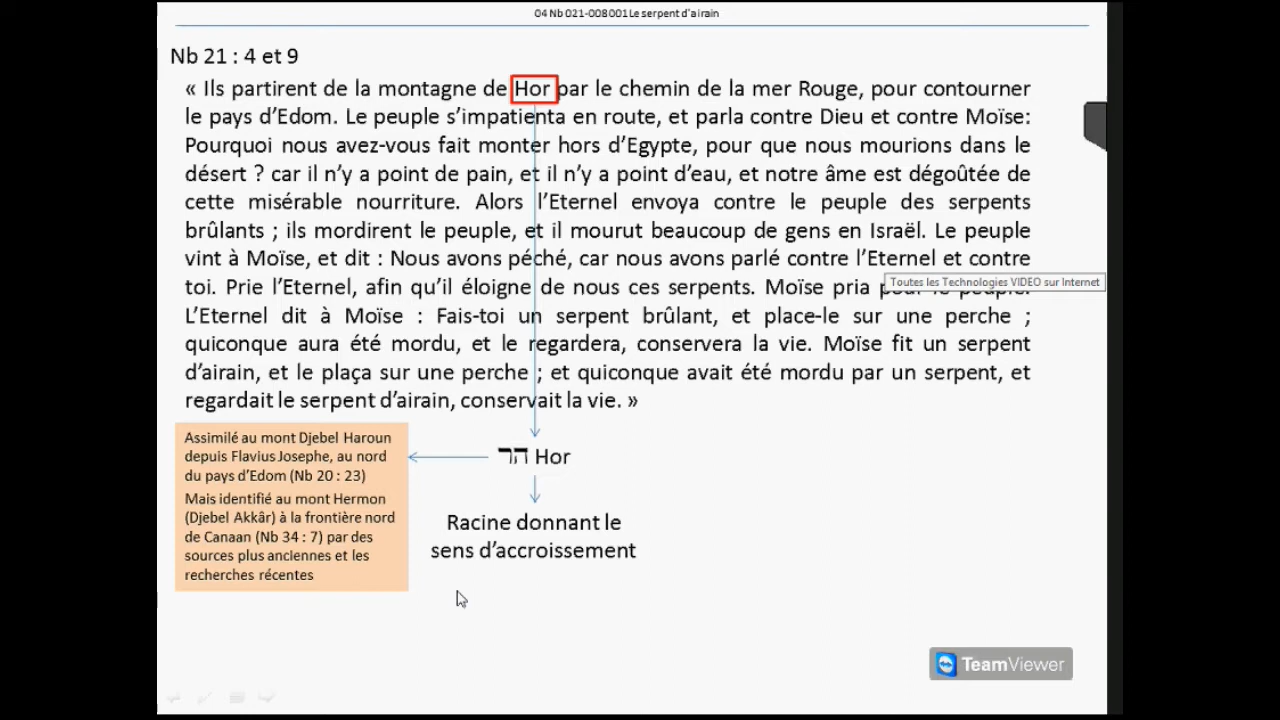 04 Nb 021-008001Le serpent d'airain
Nb 21 : 4 et 9
« Ils partirent de la montagne de Hor par le chemin de la mer Rouge, pour contourner
le pays d’Edom. Le peuple s’impatienta en route, et parla contre Dieu et contre Moïse:
Pourquoi nous avez-vous fait monter hors d’Egypte, pour que nous mourions dans le
désert ? car il n’y a point de pain, et il n’y a point d’eau, et notre âme est dégoûtée de
cette misérable nourriture. Alors l’Eternel envoya contre le peuple des serpents
brûlants ; ils mordirent le peuple, et il mourut beaucoup de gens en Israël. Le peuple
vint à Moïse, et dit : Nous avons péché, car nous avons parlé contre l’Eternel et contre
toi. Prie l’Eternel, afin qu’il éloigne de nous ces serpents. Moïse pria pour le peuple.
Toutes les Technologies VIDEO sur Internet
L’Eternel dit à Moïse : Fais-toi un serpent brûlant, et place-le sur une perche ;
quiconque aura été mordu, et le regardera, conservera la vie. Moïse fit un serpent
d’airain, et le plaça sur une perche ; et quiconque avait été mordu par un serpent, et
regardait le serpent d’airain, conservait la vie. »
Assimilé au mont Djebel Haroun
depuis Flavius Josephe, au nord
du pays d’Edom (Nb 20 : 23)
Mais identifié au mont Hermon
(Djebel Akkâr) à la frontière nord
de Canaan (Nb 34 : 7) par des
sources plus anciennes et les
recherches récentes
הר Hor
Racine donnant le
sens d’accroissement
TeamViewer